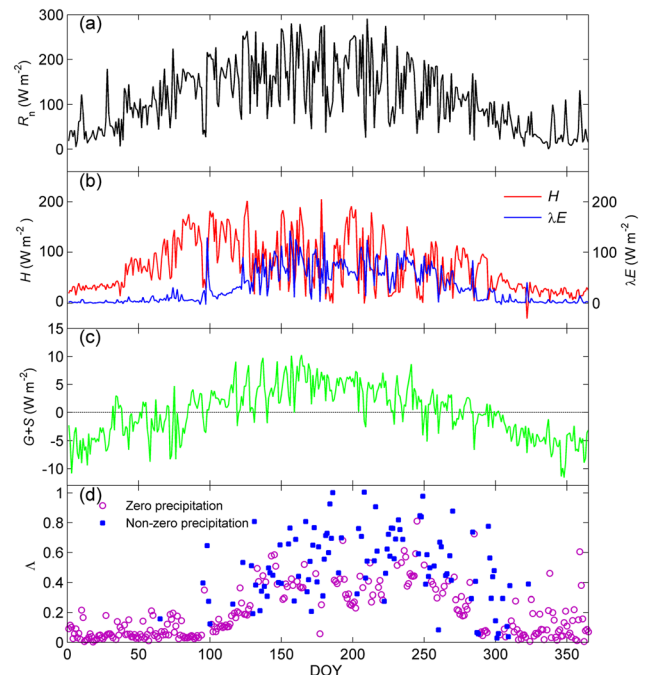 (a)
300
200
100
0
Rn (W m-2)
(b)
H
λE
200
100
0
H (W m-2)
200
100
0
λE (W m-2)
(c)
15
10
5
0
-5
-10
G+S (W m-2)
(d)
1
0.8
0.6
0.4
0.2
0
Λ
Zero precipitation
Non-zero precipitation
0 50 100 150 200 250 300 350
DOY